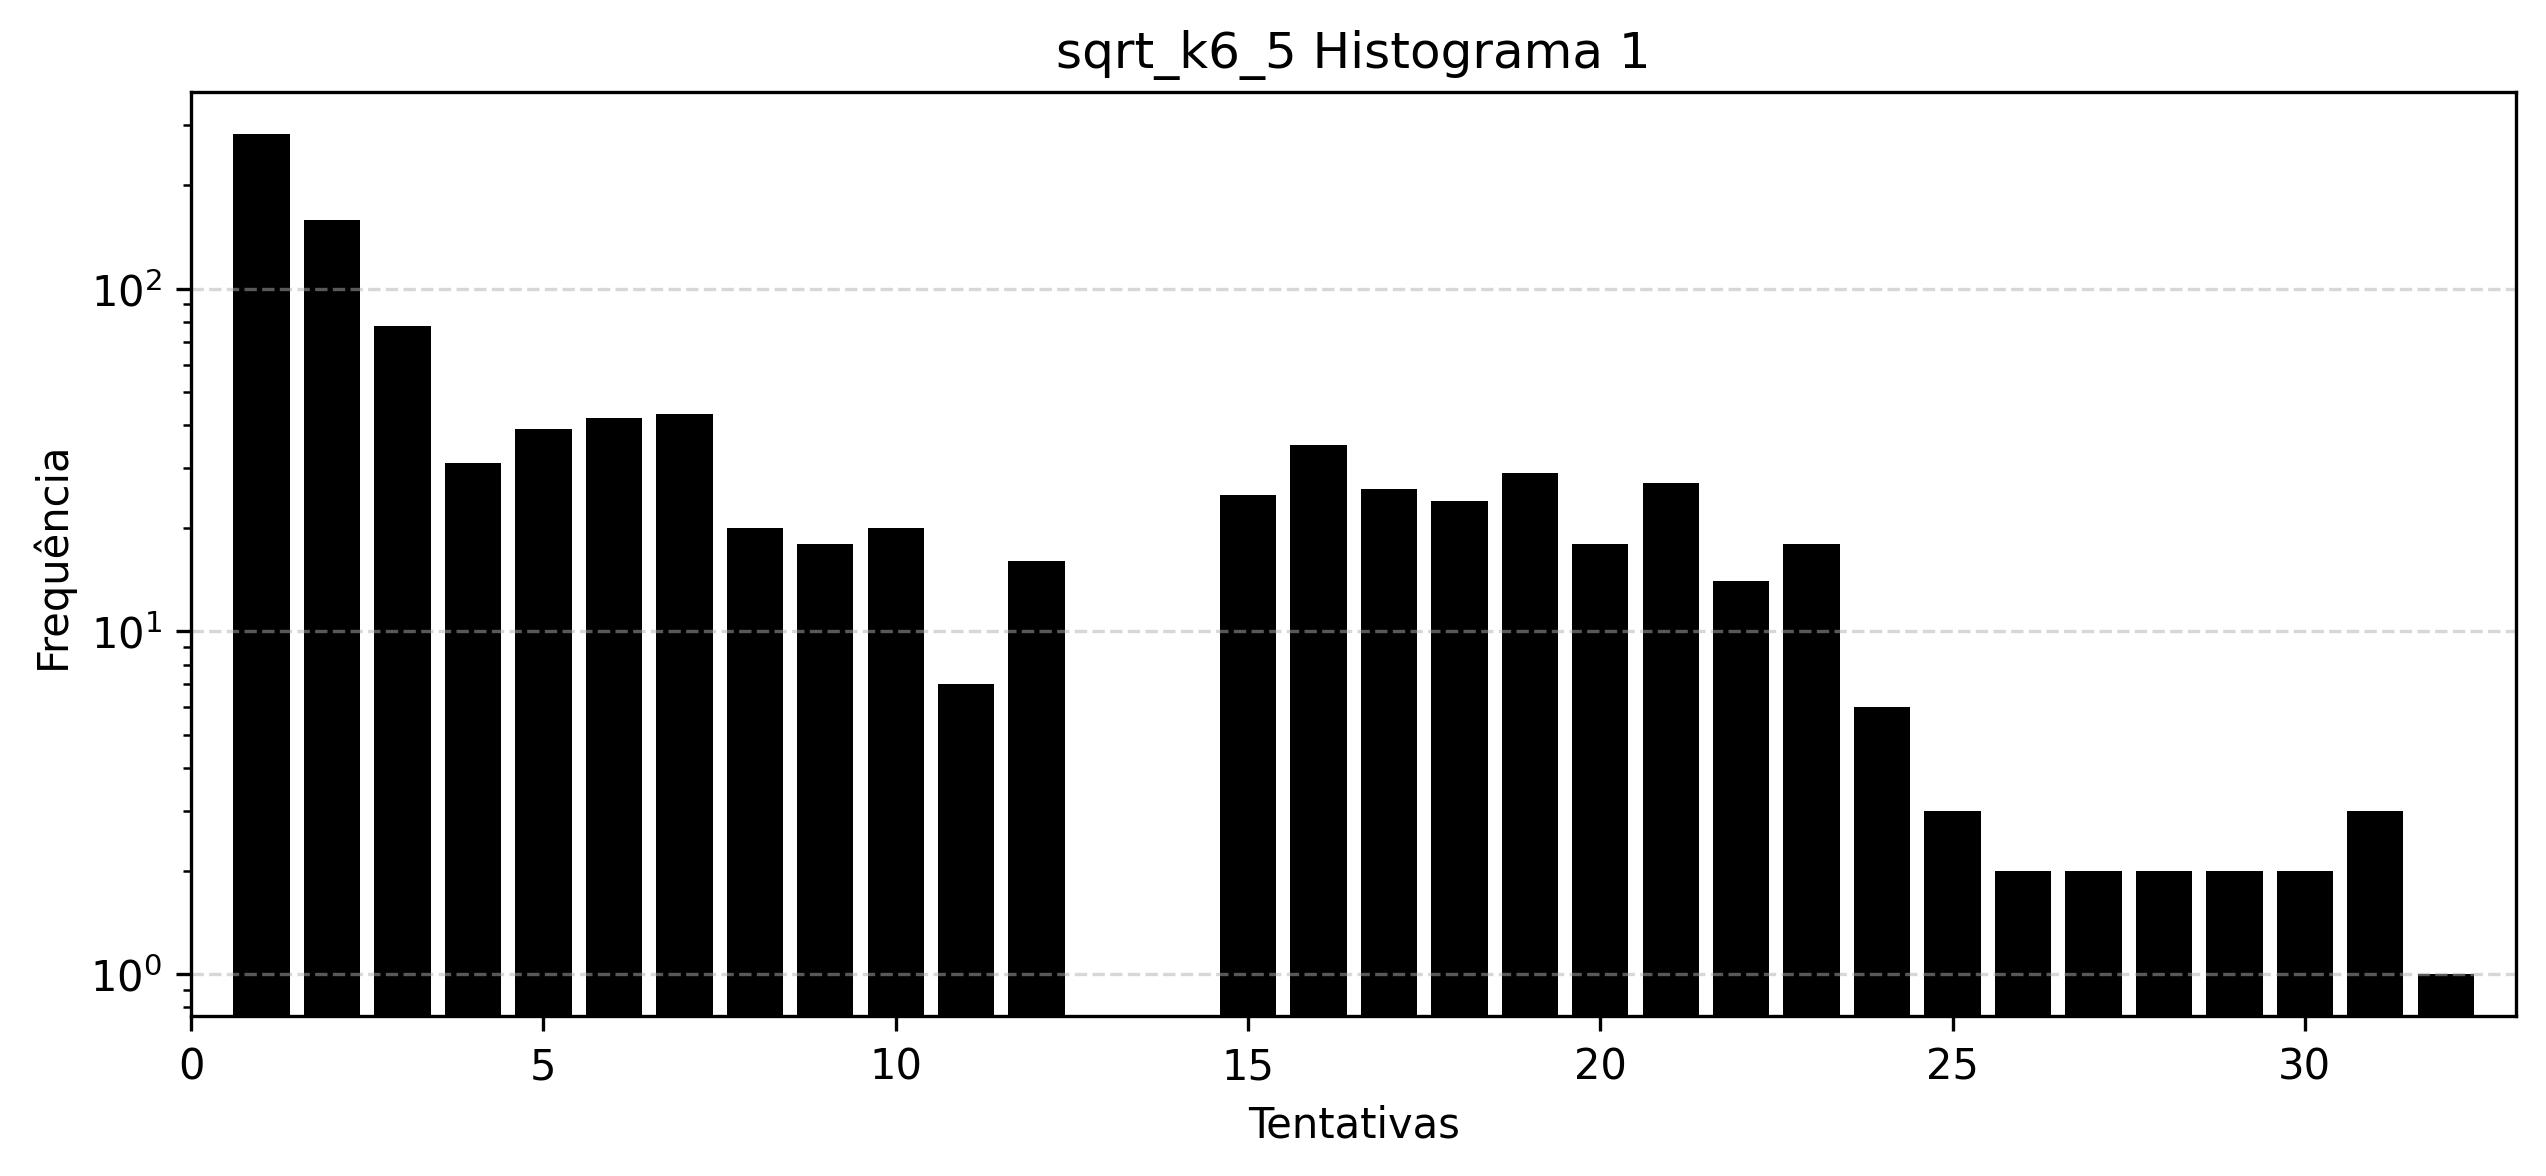 sqrt_k6_5 Histograma 1
Frequência
10²
10¹
10⁰
0 5 10 15 20 25 30
Tentativas